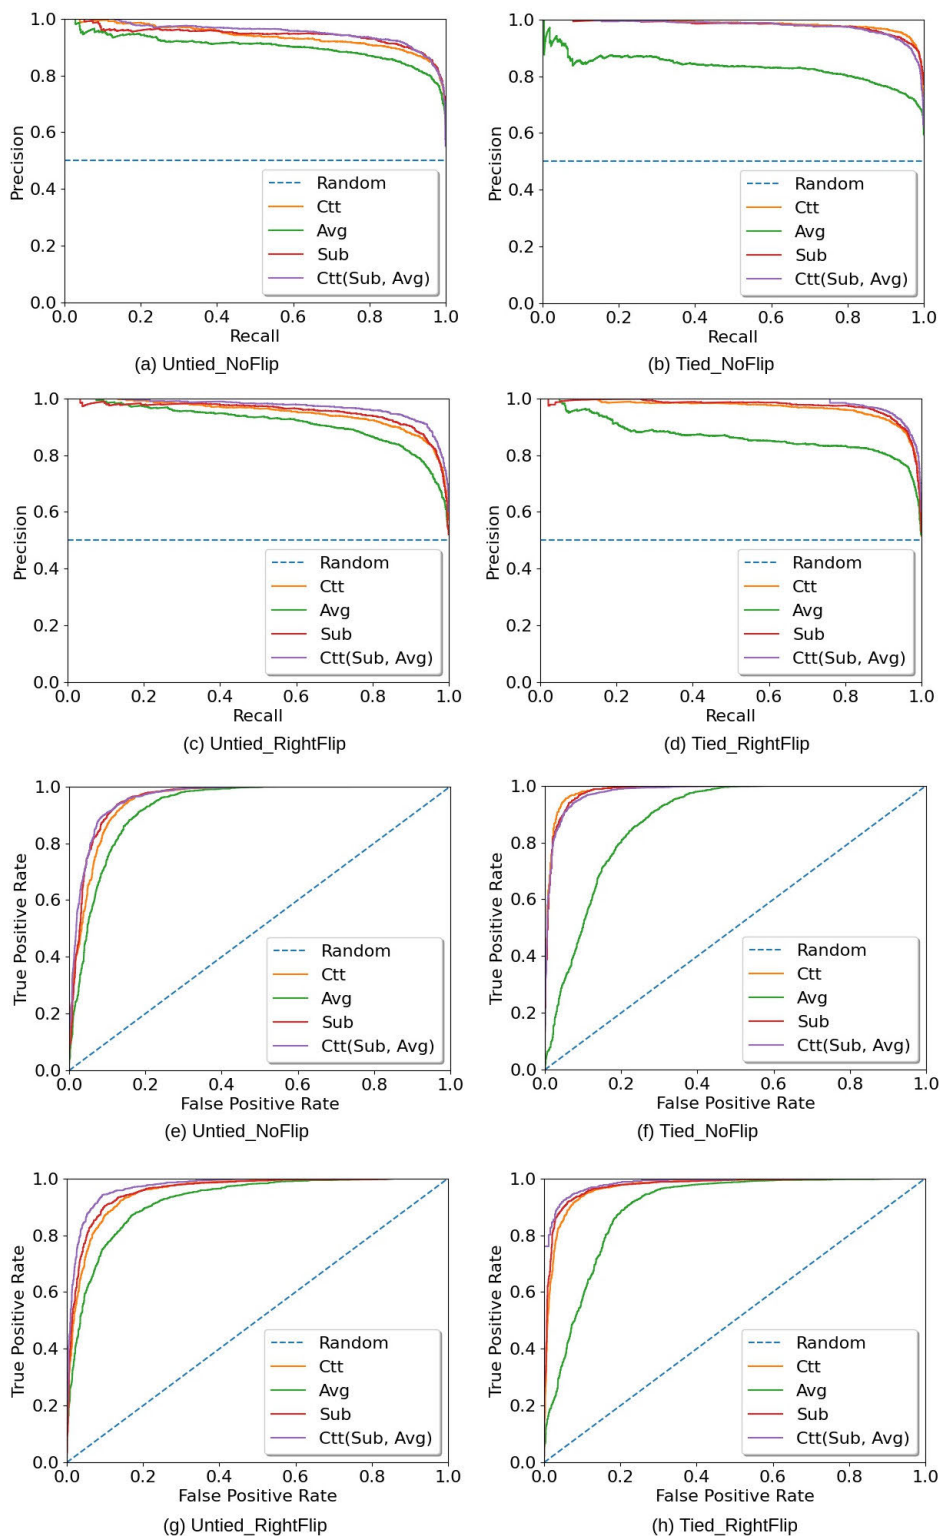 1.0
0.8
0.6
0.4
0.2
0.0
Precision
Random
Ctt
Avg
Sub
Ctt(Sub, Avg)
0.0 0.2 0.4 0.6 0.8 1.0
Recall
(a) Untied_NoFlip
1.0
0.8
0.6
0.4
0.2
0.0
Precision
Random
Ctt
Avg
Sub
Ctt(Sub, Avg)
0.0 0.2 0.4 0.6 0.8 1.0
Recall
(b) Tied_NoFlip
1.0
0.8
0.6
0.4
0.2
0.0
Precision
Random
Ctt
Avg
Sub
Ctt(Sub, Avg)
0.0 0.2 0.4 0.6 0.8 1.0
Recall
(c) Untied_RightFlip
1.0
0.8
0.6
0.4
0.2
0.0
Precision
Random
Ctt
Avg
Sub
Ctt(Sub, Avg)
0.0 0.2 0.4 0.6 0.8 1.0
Recall
(d) Tied_RightFlip
1.0
0.8
0.6
0.4
0.2
0.0
True Positive Rate
Random
Ctt
Avg
Sub
Ctt(Sub, Avg)
0.0 0.2 0.4 0.6 0.8 1.0
False Positive Rate
(e) Untied_NoFlip
1.0
0.8
0.6
0.4
0.2
0.0
True Positive Rate
Random
Ctt
Avg
Sub
Ctt(Sub, Avg)
0.0 0.2 0.4 0.6 0.8 1.0
False Positive Rate
(f) Tied_NoFlip
1.0
0.8
0.6
0.4
0.2
0.0
True Positive Rate
Random
Ctt
Avg
Sub
Ctt(Sub, Avg)
0.0 0.2 0.4 0.6 0.8 1.0
False Positive Rate
(g) Untied_RightFlip
1.0
0.8
0.6
0.4
0.2
0.0
True Positive Rate
Random
Ctt
Avg
Sub
Ctt(Sub, Avg)
0.0 0.2 0.4 0.6 0.8 1.0
False Positive Rate
(h) Tied_RightFlip